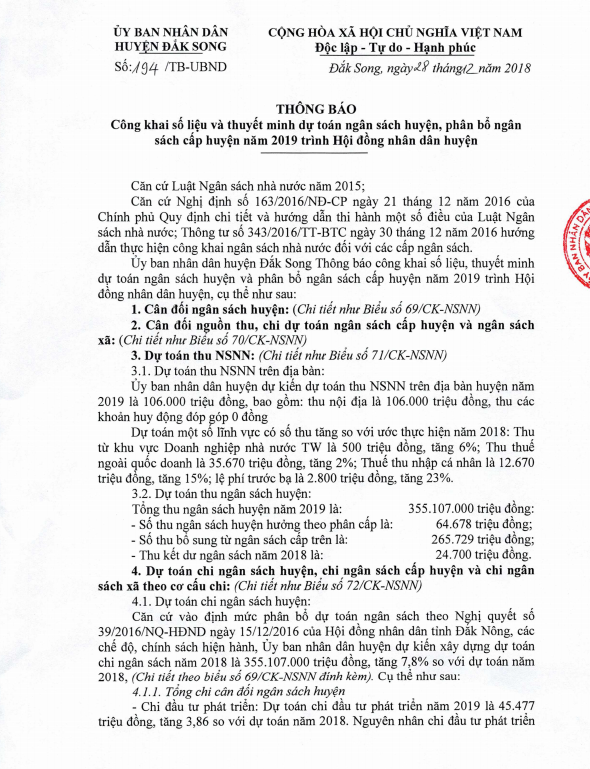 ỦY BAN NHÂN DÂN
HUYỆN ĐẮK SONG
Số: 194 /TB-UBND
CỘNG HÒA XÃ HỘI CHỦ NGHĨA VIỆT NAM
Độc lập - Tự do - Hạnh phúc
Đắk Song, ngày 28 tháng 12 năm 2018
THÔNG BÁO
Công khai số liệu và thuyết minh dự toán ngân sách huyện, phân bổ ngân
sách cấp huyện năm 2019 trình Hội đồng nhân dân huyện
Căn cứ Luật Ngân sách nhà nước năm 2015;
Căn cứ Nghị định số 163/2016/NĐ-CP ngày 21 tháng 12 năm 2016 của
Chính phủ Quy định chi tiết và hướng dẫn thi hành một số điều của Luật Ngân
sách nhà nước; Thông tư số 343/2016/TT-BTC ngày 30 tháng 12 năm 2016 hướng
dẫn thực hiện công khai ngân sách nhà nước đối với các cấp ngân sách.
Ủy ban nhân dân huyện Đắk Song Thông báo công khai số liệu, thuyết minh
dự toán ngân sách huyện và phân bổ ngân sách cấp huyện năm 2019 trình Hội
đồng nhân dân huyện, cụ thể như sau:
1. Cân đối ngân sách huyện: (Chi tiết như Biểu số 69/CK-NSNN)
2. Cân đối nguồn thu, chi dự toán ngân sách cấp huyện và ngân sách
xã: (Chi tiết như Biểu số 70/CK-NSNN)
3. Dự toán thu NSNN: (Chi tiết như Biểu số 71/CK-NSNN)
3.1. Dự toán thu NSNN trên địa bàn:
Ủy ban nhân dân huyện dự kiến dự toán thu NSNN trên địa bàn huyện năm
2019 là 106.000 triệu đồng, bao gồm: thu nội địa là 106.000 triệu đồng, thu các
khoản huy động đóp góp 0 đồng
Dự toán một số lĩnh vực có số thu tăng so với ước thực hiện năm 2018: Thu
từ khu vực Doanh nghiệp nhà nước TW là 500 triệu đồng, tăng 6%; Thu thuế
ngoài quốc doanh là 35.670 triệu đồng, tăng 2%; Thuế thu nhập cá nhân là 12.670
triệu đồng, tăng 15%; lệ phí trước bạ là 2.800 triệu đồng, tăng 23%.
3.2. Dự toán thu ngân sách huyện:
Tổng thu ngân sách huyện năm 2019 là: 355.107.000 triệu đồng:
- Số thu ngân sách huyện hưởng theo phân cấp là: 64.678 triệu đồng;
- Số thu bổ sung từ ngân sách cấp trên là: 265.729 triệu đồng;
- Thu kết dư ngân sách năm 2018 là: 24.700 triệu đồng.
4. Dự toán chi ngân sách huyện, chi ngân sách cấp huyện và chi ngân
sách xã theo cơ cấu chi: (Chi tiết như Biểu số 72/CK-NSNN)
4.1. Dự toán chi ngân sách huyện:
Căn cứ vào định mức phân bổ dự toán ngân sách theo Nghị quyết số
39/2016/NQ-HĐND ngày 15/12/2016 của Hội đồng nhân dân tỉnh Đăk Nông, các
chế độ, chính sách hiện hành, Ủy ban nhân dân huyện dự kiến xây dựng dự toán
chi ngân sách năm 2018 là 355.107.000 triệu đồng, tăng 7,8% so với dự toán năm
2018, (Chi tiết theo biểu số 69/CK-NSNN đính kèm). Cụ thể như sau:
4.1.1. Tổng chi cân đối ngân sách huyện
- Chi đầu tư phát triển: Dự toán chi đầu tư phát triển năm 2019 là 45.477
triệu đồng, tăng 3,86 so với dự toán năm 2018. Nguyên nhân chi đầu tư phát triển
ỦY BAN NHÂN DÂN